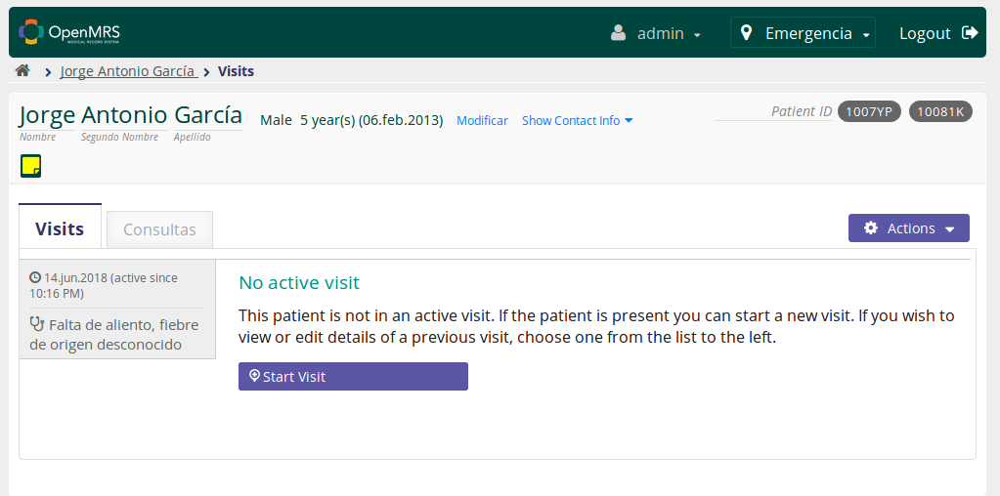 OpenMRS
MEDICAL RECORD SYSTEM
admin
Emergencia
Logout
Jorge Antonio García
Visits
Jorge Antonio García
Nombre Segundo Nombre Apellido
Male 5 year(s) (06.feb.2013) Modificar Show Contact Info
Patient ID 1007YP 10081K
Visits Consultas
Actions
14.jun.2018 (active since
10:16 PM)
Falta de aliento, fiebre
de origen desconocido
No active visit
This patient is not in an active visit. If the patient is present you can start a new visit. If you wish to
view or edit details of a previous visit, choose one from the list to the left.
Start Visit